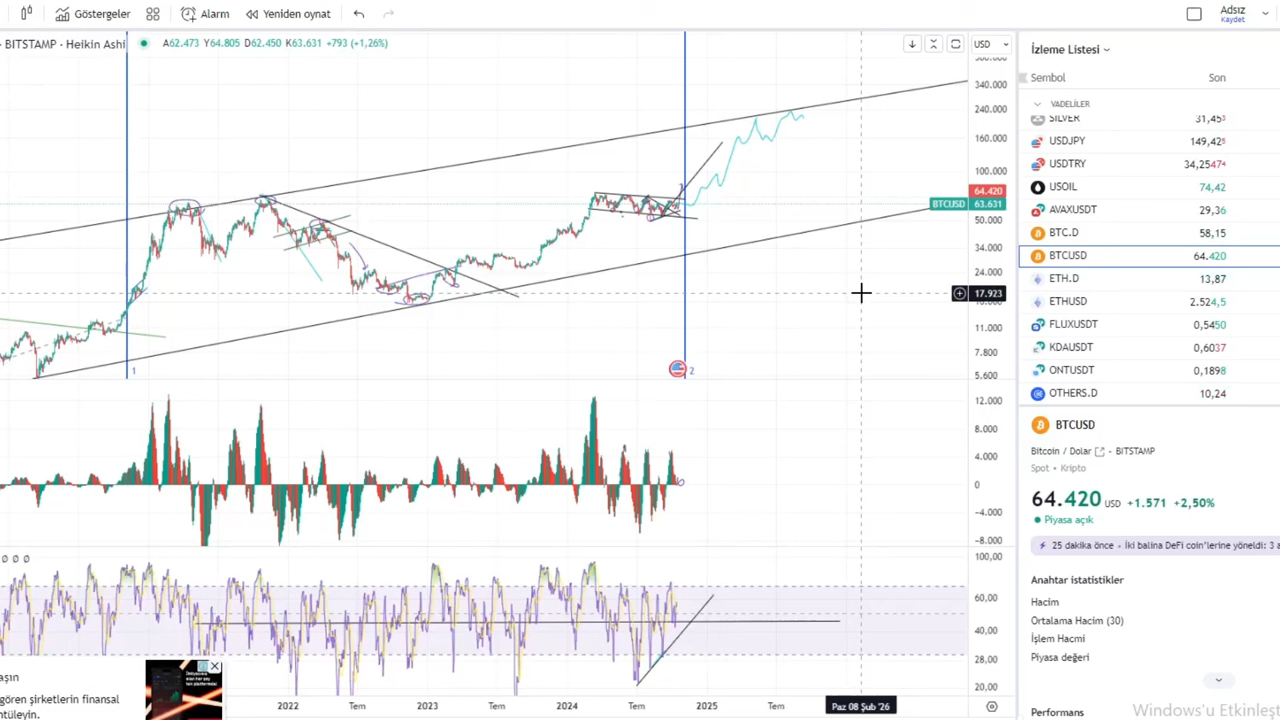 Göstergeler Alarm Yeniden oynat Adsız
Kaydet
- BITSTAMP · Heikin Ashi A62.473 Y64.805 D62.450 K63.631 +793 (+1,26%) USD
340.000
240.000
160.000
100.000
64.420
BTCUSD 63.631
50.000
34.000
24.000
17.923
11.000
7.800
5.600
1
2
12.000
8.000
4.000
0
−4.000
−8.000
100,00
60,00
40,00
28,00
20,00
2022 Tem 2023 Tem 2024 Tem 2025 Tem Paz 08 Şub '26
aşın
gören şirketlerin finansal
İzleme Listesi
Sembol Son
VADELİLER
SILVER 31,453
USDJPY 149,425
USDTRY 34,2547
USOIL 74,42
AVAXUSDT 29,36
BTC.D 58,15
BTCUSD 64.420
ETH.D 13,87
ETHUSD 2.524,5
FLUXUSDT 0,5450
KDAUSDT 0,6037
ONTUSDT 0,1898
OTHERS.D 10,24
BTCUSD
Bitcoin / Dolar · BITSTAMP
Spot • Kripto
64.420 USD +1.571 +2,50%
Piyasa açık
25 dakika önce • İki balina DeFi coin'lerine yöneldi: 3
Anahtar istatistikler
Hacim
Ortalama Hacim (30)
İşlem Hacmi
Piyasa değeri
Performans
Windows'u Etkinleşt